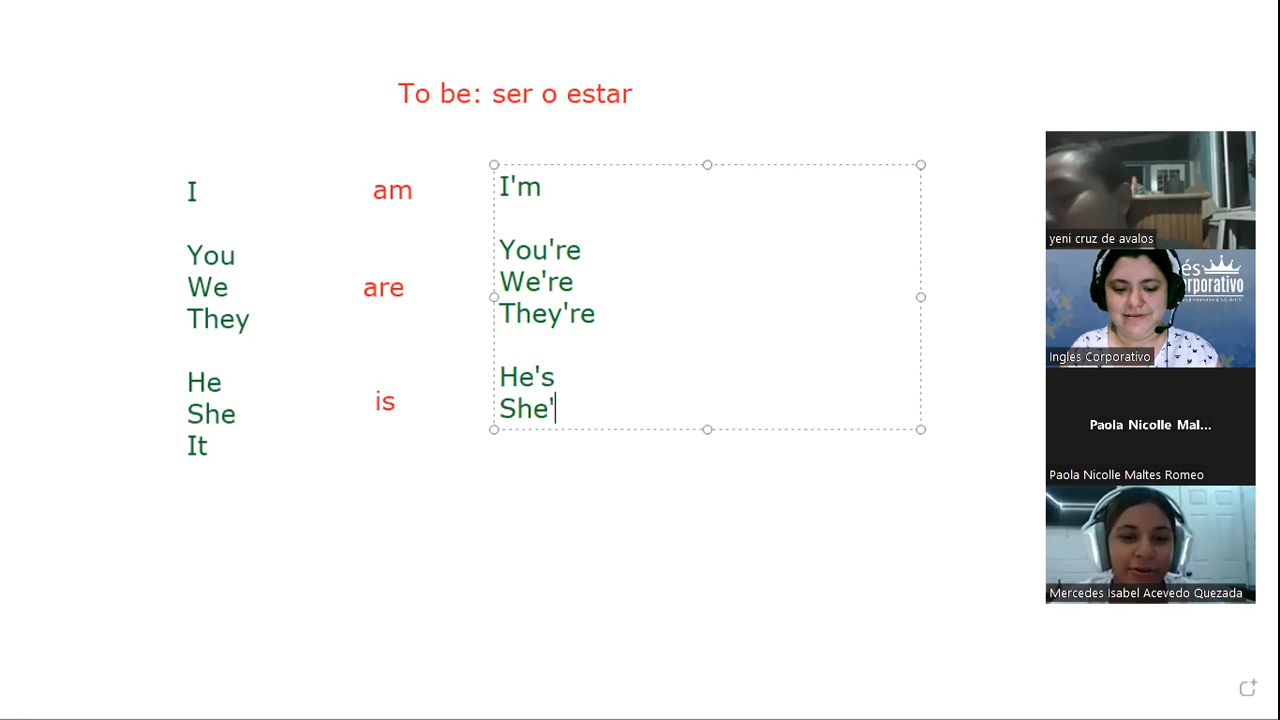 To be: ser o estar
I am I'm
You You're
We are We're
They They're
He He's
She is She'
It
yeni cruz de avalos
és
rporativo
Ingles Corporativo
Paola Nicolle Mal...
Paola Nicolle Maltes Romeo
Mercedes Isabel Acevedo Quezada